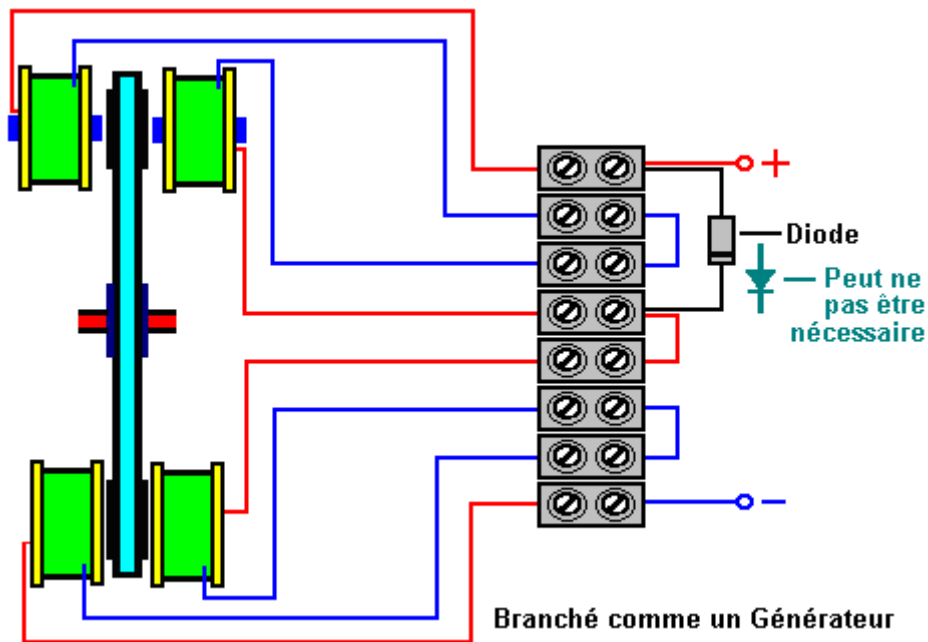 +
Diode
Peut ne
pas être
nécessaire
-
Branché comme un Générateur